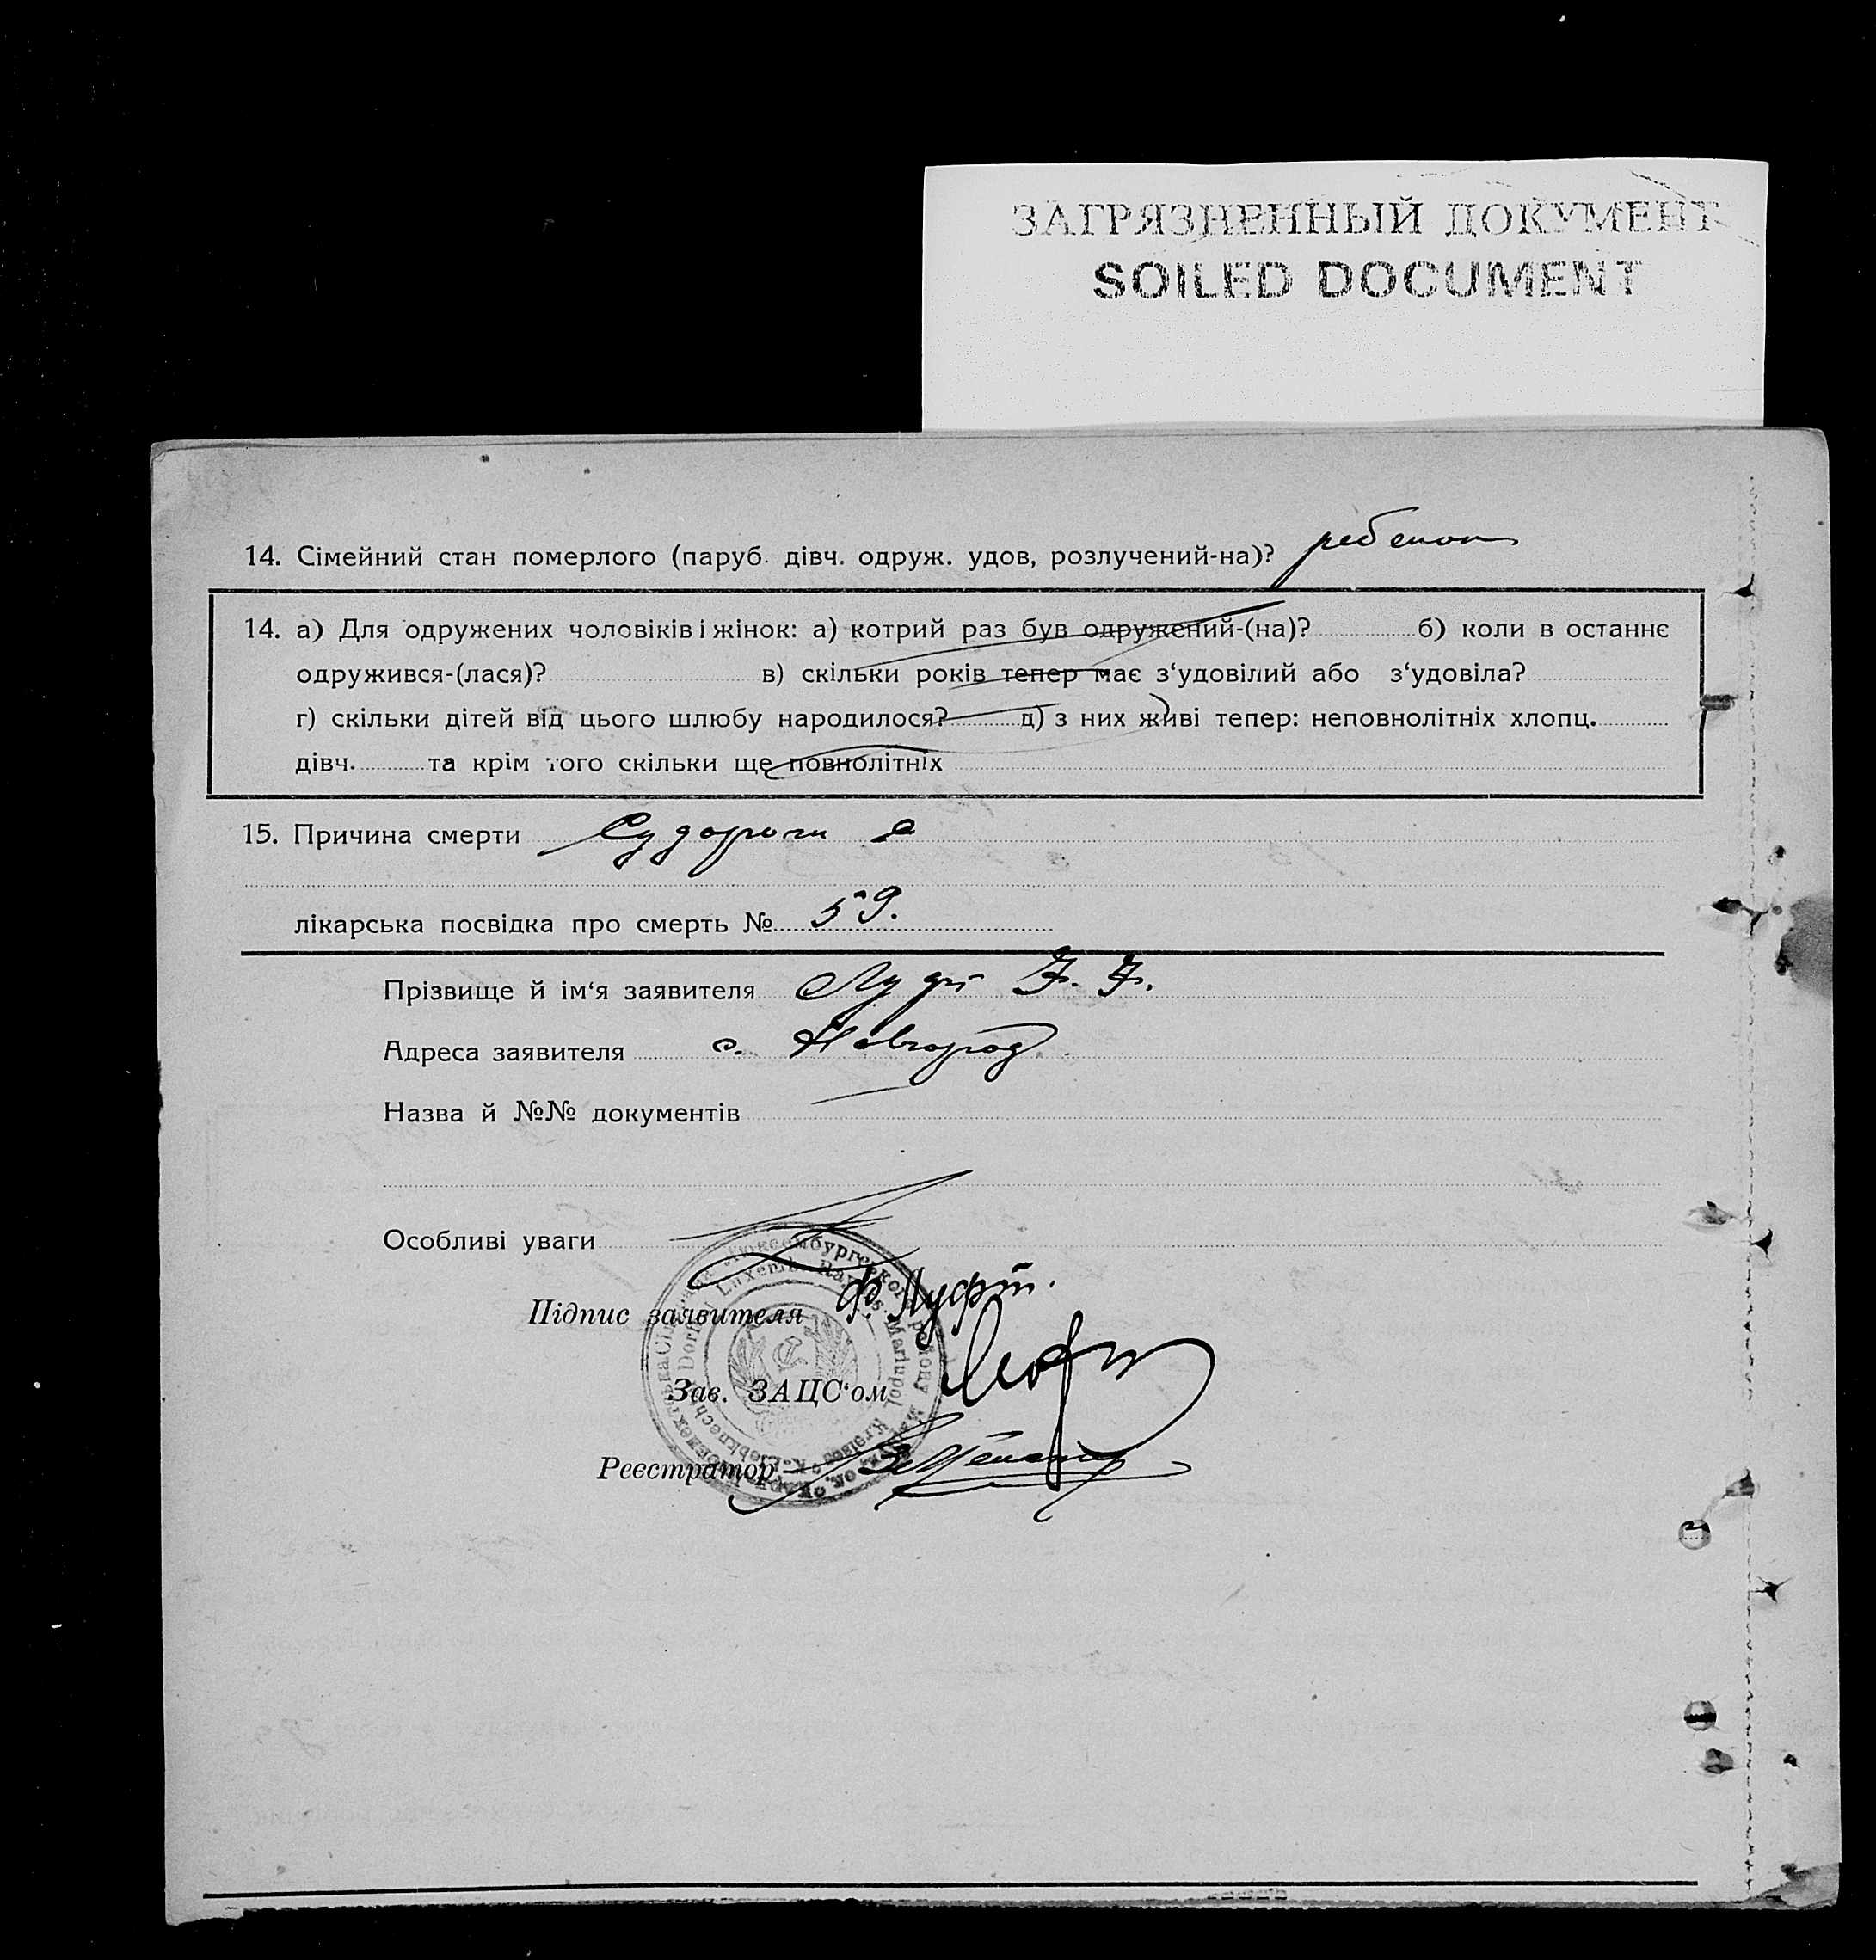 ЗАГРЯЗНЕННЫЙ ДОКУМЕНТ
SOILED DOCUMENT
14. Сімейний стан померлого (паруб. дівч. одруж. удов, розлучений-на)? ребенок
14. а) Для одружених чоловіків і жінок: а) котрий раз був одружений-(на)? б) коли в останнє
одружився-(лася)? в) скільки років тепер має з‘удовілий або з‘удовіла?
г) скільки дітей від цього шлюбу народилося? д) з них живі тепер: неповнолітніх хлопц.
дівч. та крім того скільки ще повнолітніх
15. Причина смерти Судороги
лікарська посвідка про смерть № 59.
Прізвище й ім‘я заявителя Луфт Ф. Ф.
Адреса заявителя с. Новгород
Назва й №№ документів
Особливі уваги
Підпис заявителя Ф. Луфт.
Зав. ЗАЦС‘ом
Реєстратор